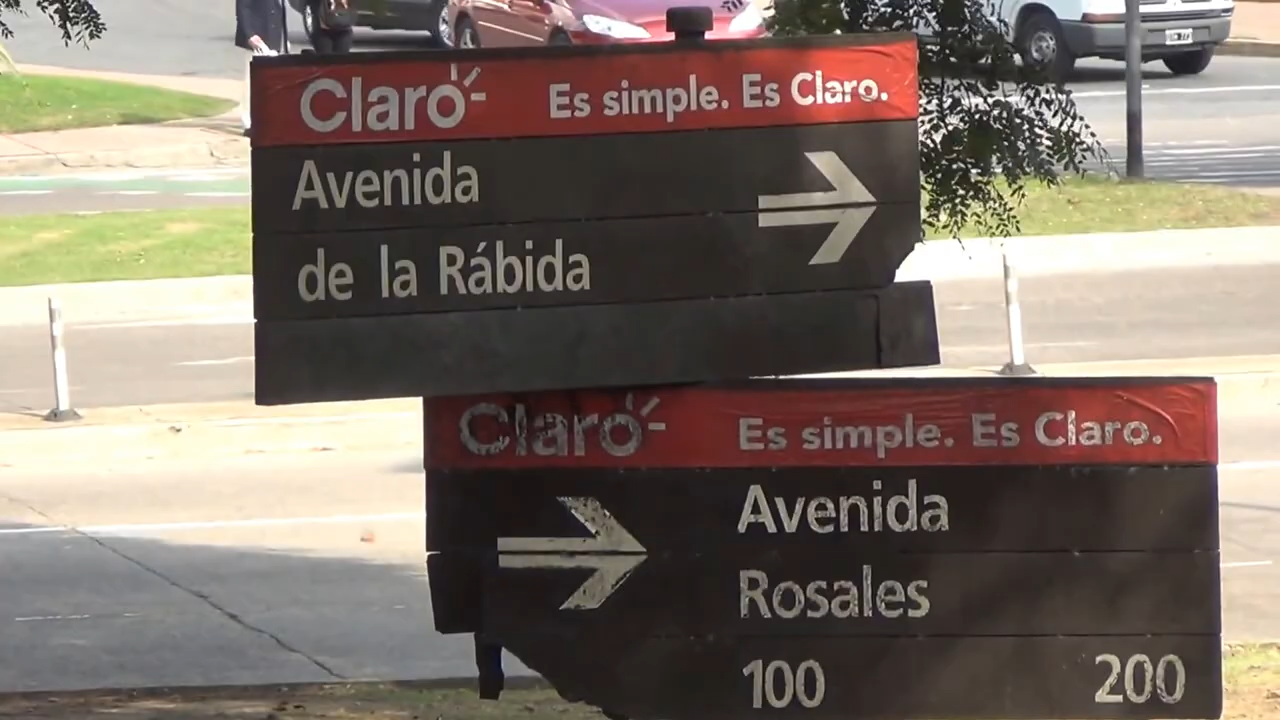 Claro Es simple. Es Claro.
Avenida
de la Rábida
Claro Es simple. Es Claro.
Avenida
Rosales
100 200